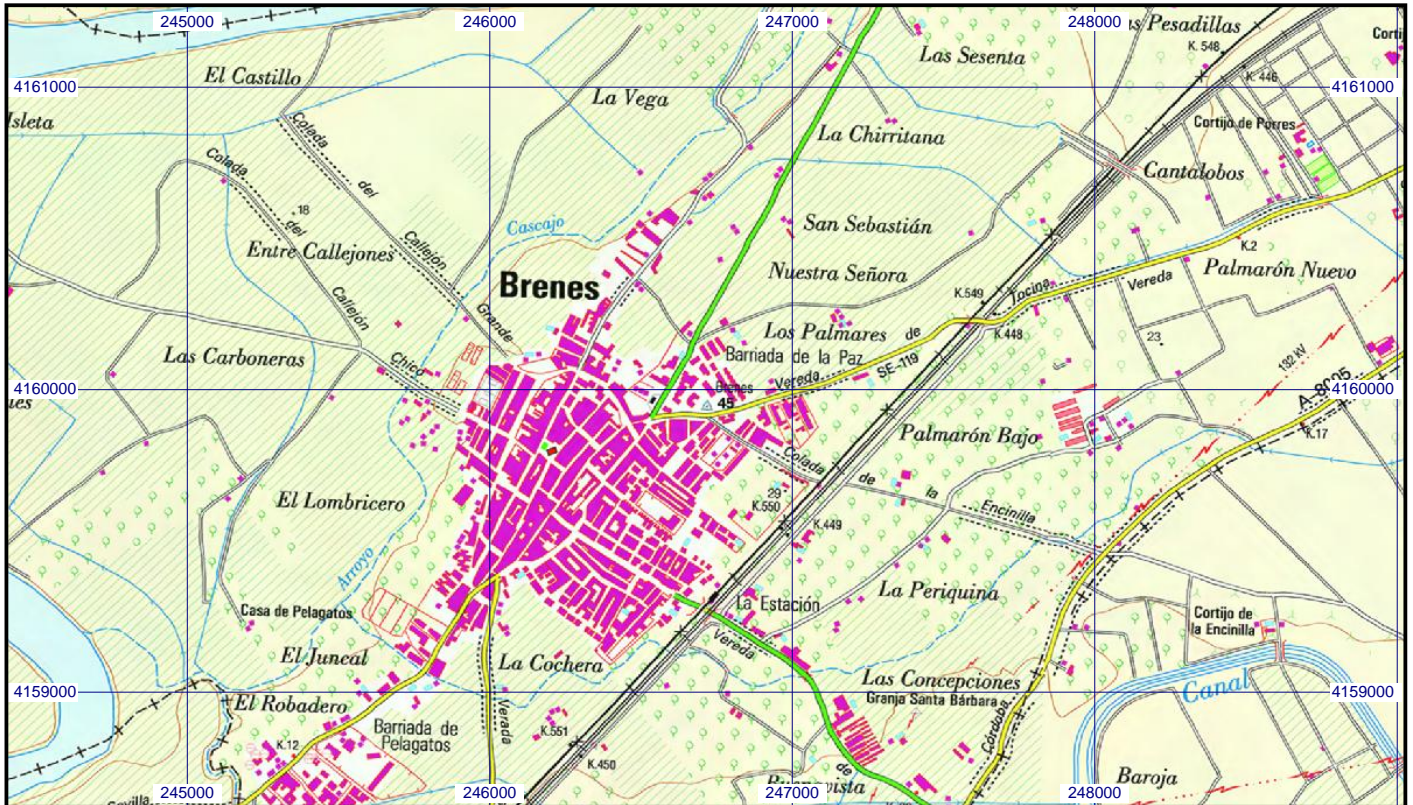 245000
246000
247000
248000
4161000
4161000
El Castillo
La Vega
Las Sesenta
Pesadillas
K. 548
K. 446
Isleta
Colada
del
La Chirritana
Cortijo de Porres
Cantalobos
Colada
del
18
Cascajo
San Sebastián
Entre Callejones
Callejón
Nuestra Señora
K.2
Palmarón Nuevo
Brenes
K.549
Tocina
Vereda
Callejón
Grande
Los Palmares
de
K.448
23
Las Carboneras
Chico
Barriada de la Paz
SE-119
132 KV
4160000
Vereda
4160000
Brenes
45
A-8005
K.17
Palmarón Bajo
Colada
de
la
Encinilla
El Lombricero
29
K.550
K.449
Arroyo
La Periquina
Casa de Pelagatos
La Estación
Cortijo de
la Encinilla
Vereda
El Juncal
La Cochera
4159000
Las Concepciones
Canal
4159000
El Robadero
Granja Santa Bárbara
Barriada de
Pelagatos
Verada
K.551
K.12
K.450
Córdoba
de
Baroja
245000
246000
247000
248000